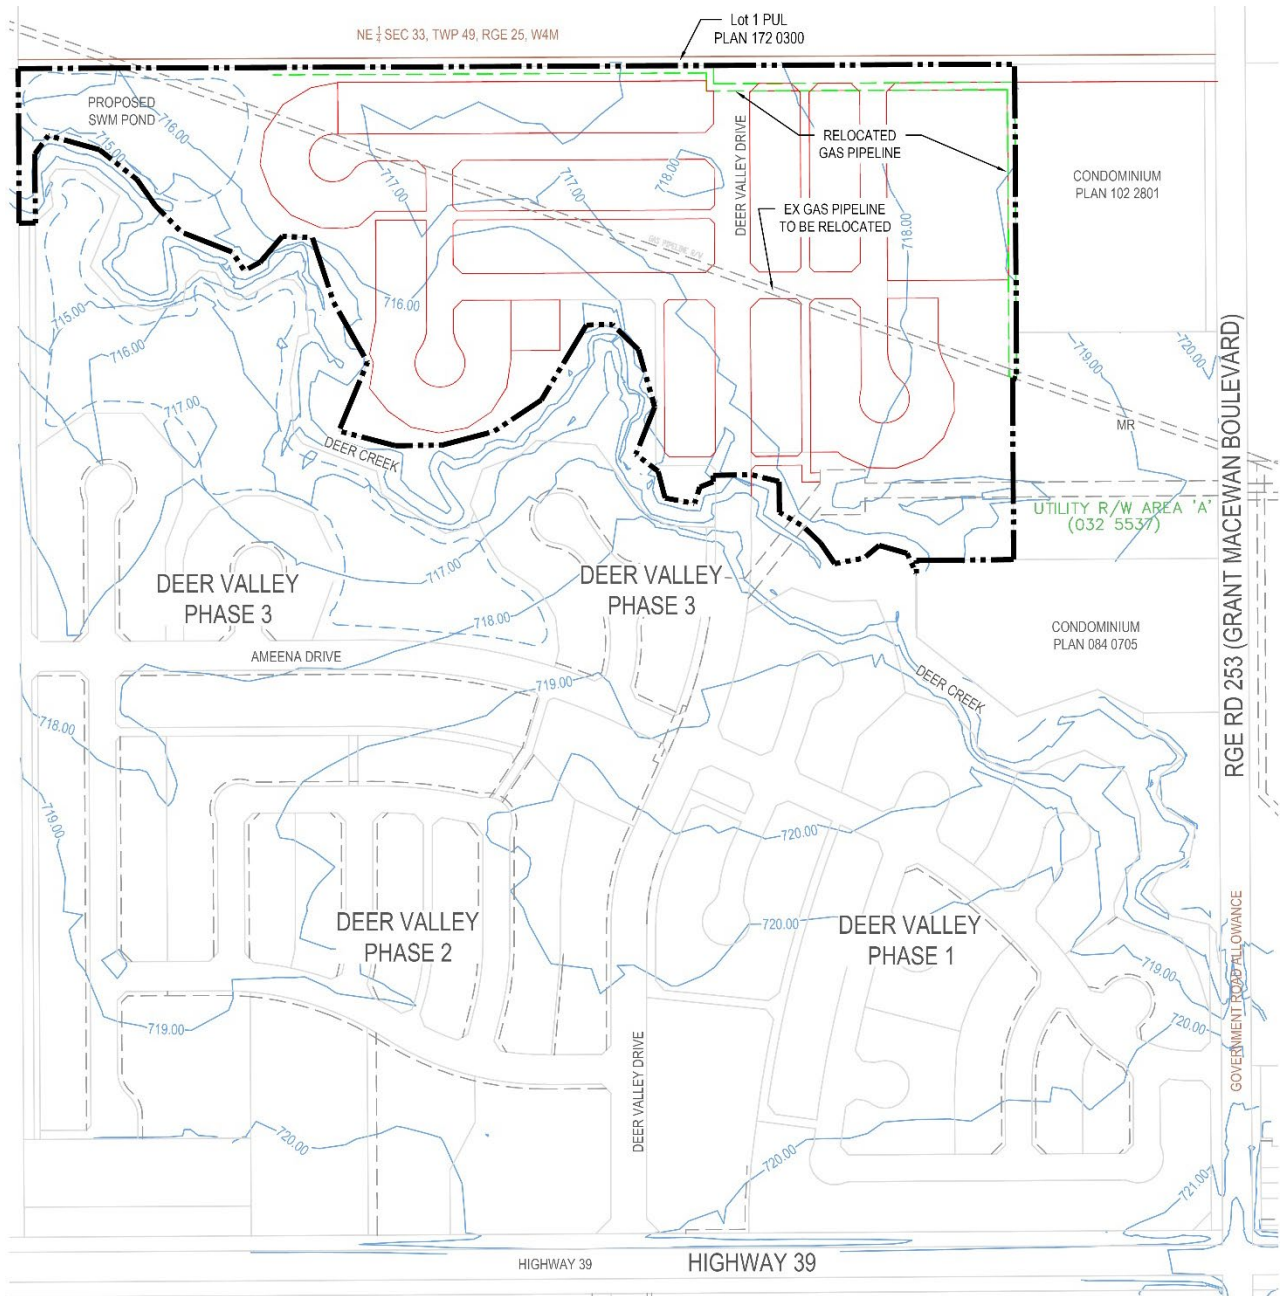 Lot 1 PUL
PLAN 172 0300
NE ¼ SEC 33, TWP 49, RGE 25, W4M
PROPOSED
SWM POND
716.00
715.00
RELOCATED
GAS PIPELINE
DEER VALLEY DRIVE
CONDOMINIUM
PLAN 102 2801
717.00
717.00
718.00
EX GAS PIPELINE
TO BE RELOCATED
718.00
GAS PIPELINE R/W
716.00
715.00
716.00
719.00
720.00
717.00
MR
DEER CREEK
UTILITY R/W AREA 'A'
(032 5537)
RGE RD 253 (GRANT MACEWAN BOULEVARD)
717.00
DEER VALLEY
PHASE 3
DEER VALLEY
PHASE 3
718.00
AMEENA DRIVE
CONDOMINIUM
PLAN 084 0705
719.00
DEER CREEK
718.00
719.00
720.00
DEER VALLEY
PHASE 2
720.00
DEER VALLEY
PHASE 1
GOVERNMENT ROAD ALLOWANCE
719.00
719.00
720.00
DEER VALLEY DRIVE
720.00
720.00
721.00
HIGHWAY 39
HIGHWAY 39